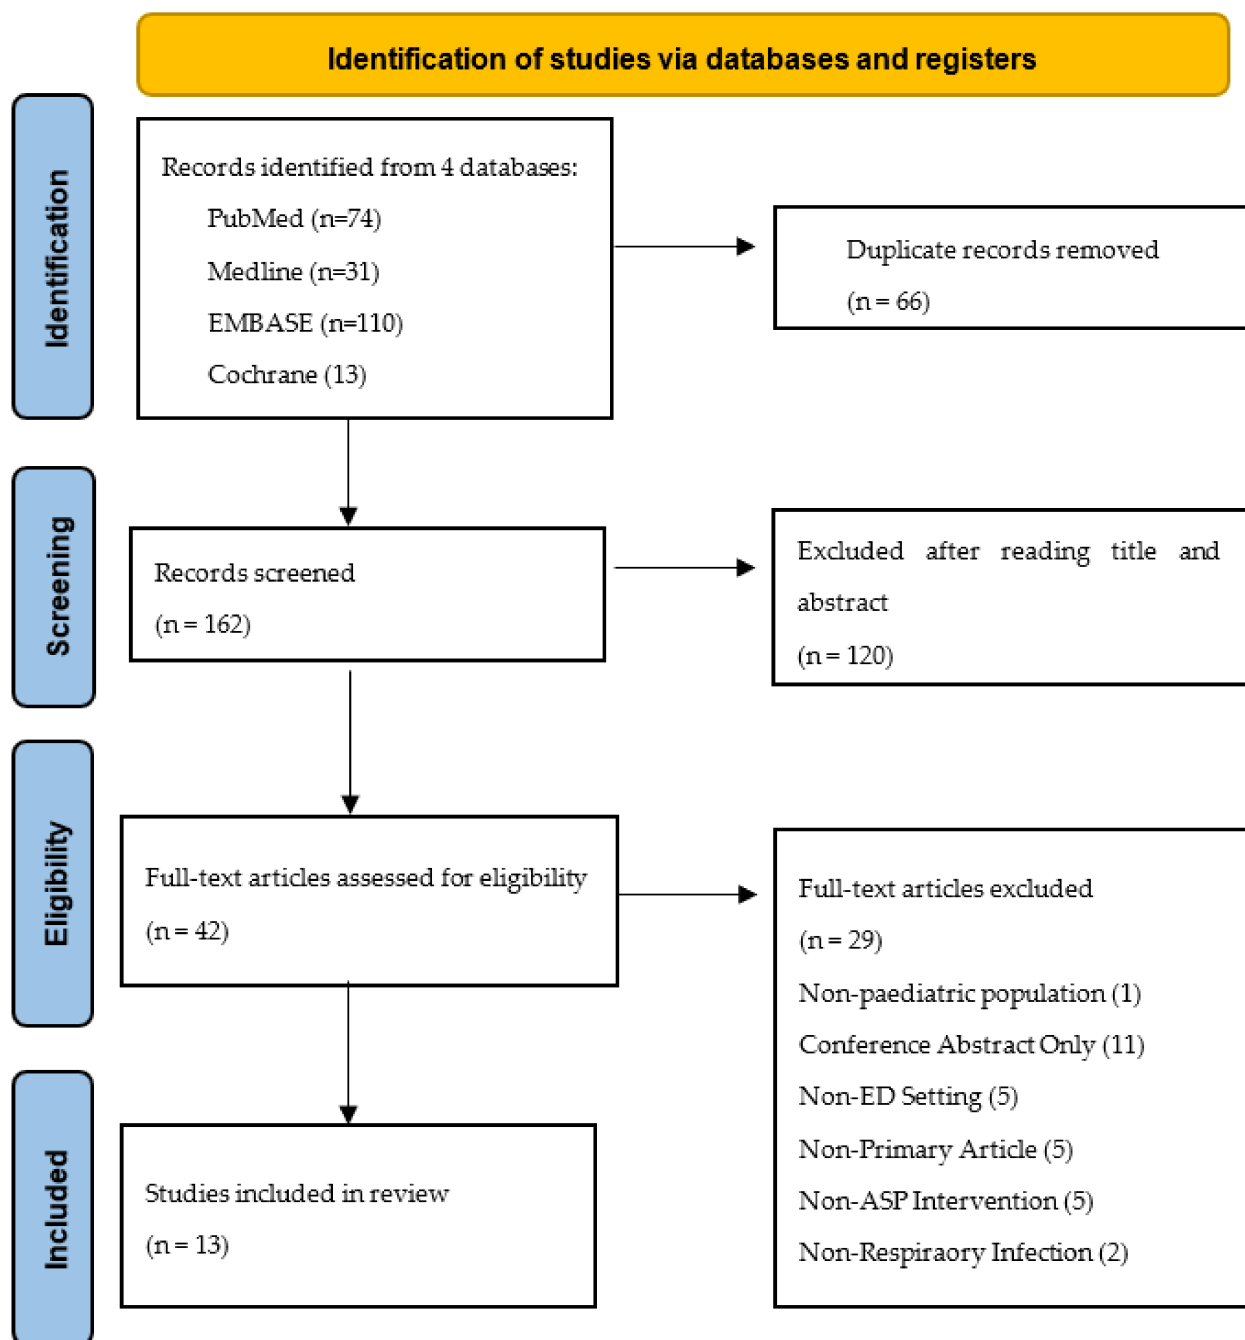 Identification of studies via databases and registers
Identification
Records identified from 4 databases:
PubMed (n=74)
Medline (n=31)
EMBASE (n=110)
Cochrane (13)
Duplicate records removed
(n = 66)
Screening
Records screened
(n = 162)
Excluded after reading title and
abstract
(n = 120)
Eligibility
Full-text articles assessed for eligibility
(n = 42)
Full-text articles excluded
(n = 29)
Non-paediatric population (1)
Conference Abstract Only (11)
Non-ED Setting (5)
Non-Primary Article (5)
Non-ASP Intervention (5)
Non-Respiraory Infection (2)
Included
Studies included in review
(n = 13)